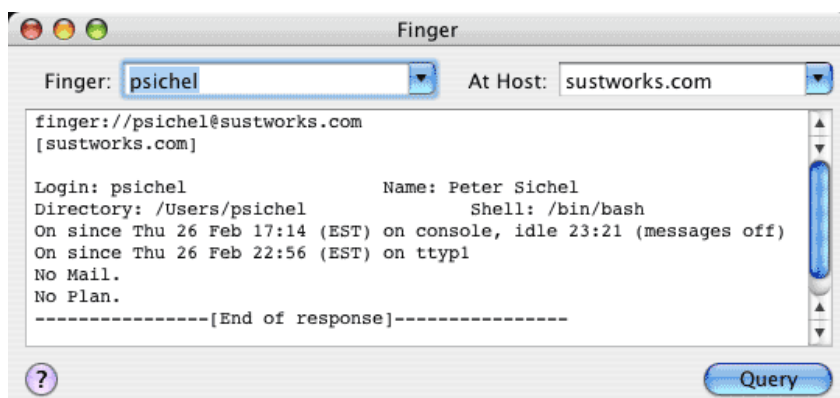 Finger
Finger: psichel At Host: sustworks.com
finger://psichel@sustworks.com
[sustworks.com]
Login: psichel Name: Peter Sichel
Directory: /Users/psichel Shell: /bin/bash
On since Thu 26 Feb 17:14 (EST) on console, idle 23:21 (messages off)
On since Thu 26 Feb 22:56 (EST) on ttyp1
No Mail.
No Plan.
----------------[End of response]----------------
? Query